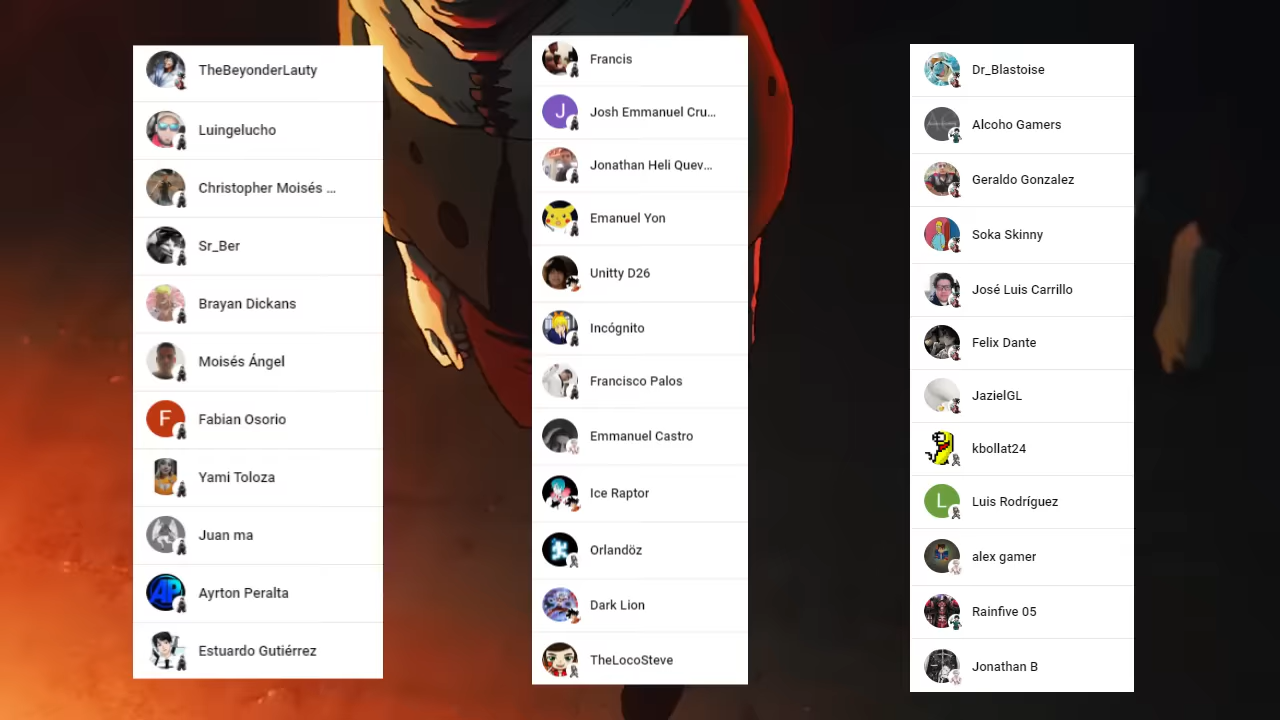 TheBeyonderLauty
Luingelucho
Christopher Moisés ...
Sr_Ber
Brayan Dickans
Moisés Ángel
F
Fabian Osorio
Yami Toloza
Juan ma
AP
Ayrton Peralta
Estuardo Gutiérrez
Francis
J
Josh Emmanuel Cru...
Jonathan Heli Quev...
Emanuel Yon
Unitty D26
Incógnito
Francisco Palos
Emmanuel Castro
Ice Raptor
Orlandöz
Dark Lion
TheLocoSteve
Dr_Blastoise
Alcoho Gamers
Geraldo Gonzalez
Soka Skinny
José Luis Carrillo
Felix Dante
JazielGL
kbollat24
L
Luis Rodríguez
alex gamer
Rainfive 05
Jonathan B